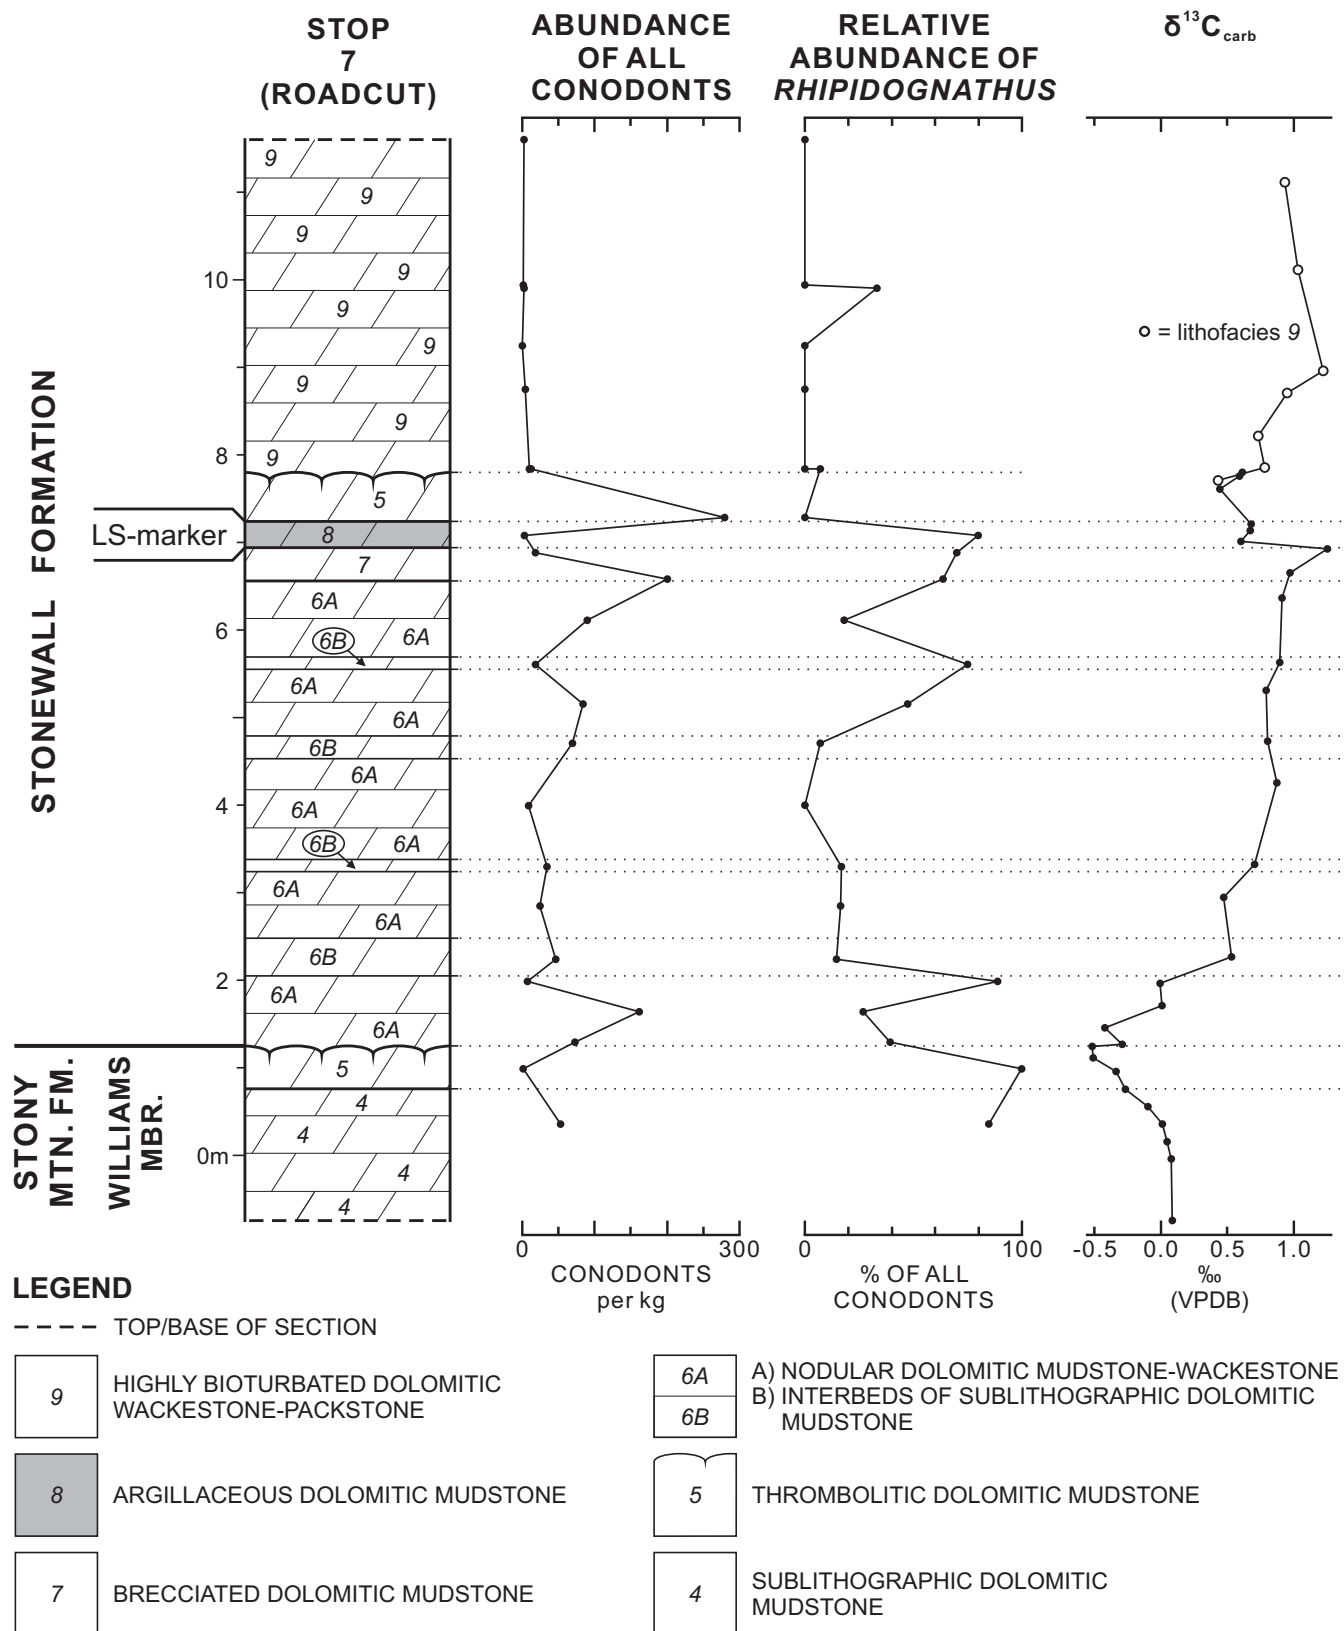 STOP
7
(ROADCUT)
ABUNDANCE
OF ALL
CONODONTS
RELATIVE
ABUNDANCE OF
RHIPIDOGNATHUS
δ¹³Ccarb
STONEWALL FORMATION
LS-marker
STONY
MTN. FM.
WILLIAMS
MBR.
10
8
6
4
2
0m
9
9
9
9
9
9
9
9
9
5
8
7
6A
6B
6A
6A
6A
6B
6A
6A
6B
6A
6A
6A
6B
6A
6A
5
4
4
4
4
o = lithofacies 9
0
300
CONODONTS
per kg
0
100
% OF ALL
CONODONTS
-0.5
0.0
0.5
1.0
‰
(VPDB)
LEGEND
TOP/BASE OF SECTION
9
HIGHLY BIOTURBATED DOLOMITIC
WACKESTONE-PACKSTONE
8
ARGILLACEOUS DOLOMITIC MUDSTONE
7
BRECCIATED DOLOMITIC MUDSTONE
6A
6B
A) NODULAR DOLOMITIC MUDSTONE-WACKESTONE
B) INTERBEDS OF SUBLITHOGRAPHIC DOLOMITIC
MUDSTONE
5
THROMBOLITIC DOLOMITIC MUDSTONE
4
SUBLITHOGRAPHIC DOLOMITIC
MUDSTONE